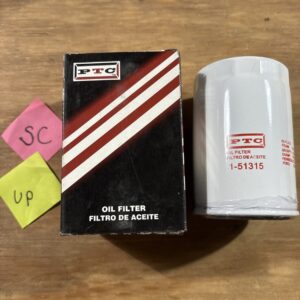 SC
UP
PTC
OIL FILTER
FILTRO DE ACEITE
PTC
OIL FILTER
FILTRO DE ACEITE
1-51315